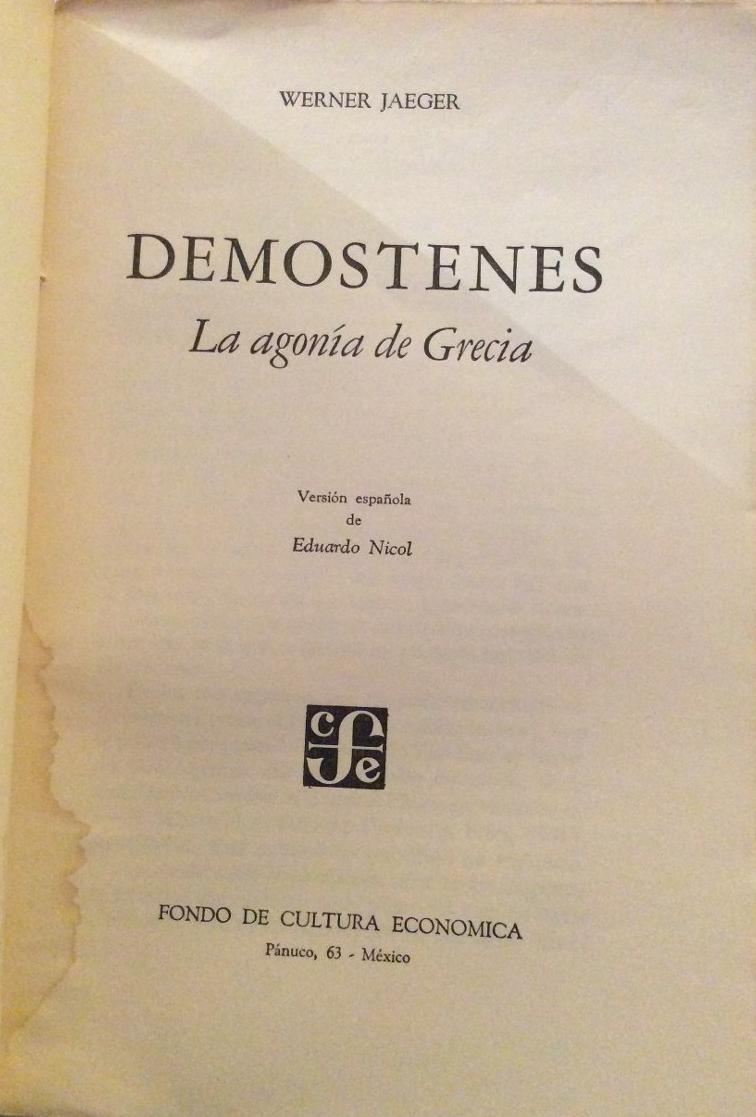 WERNER JAEGER
DEMOSTENES
La agonía de Grecia
Versión española
de
Eduardo Nicol
c f e
FONDO DE CULTURA ECONOMICA
Pánuco, 63 - México